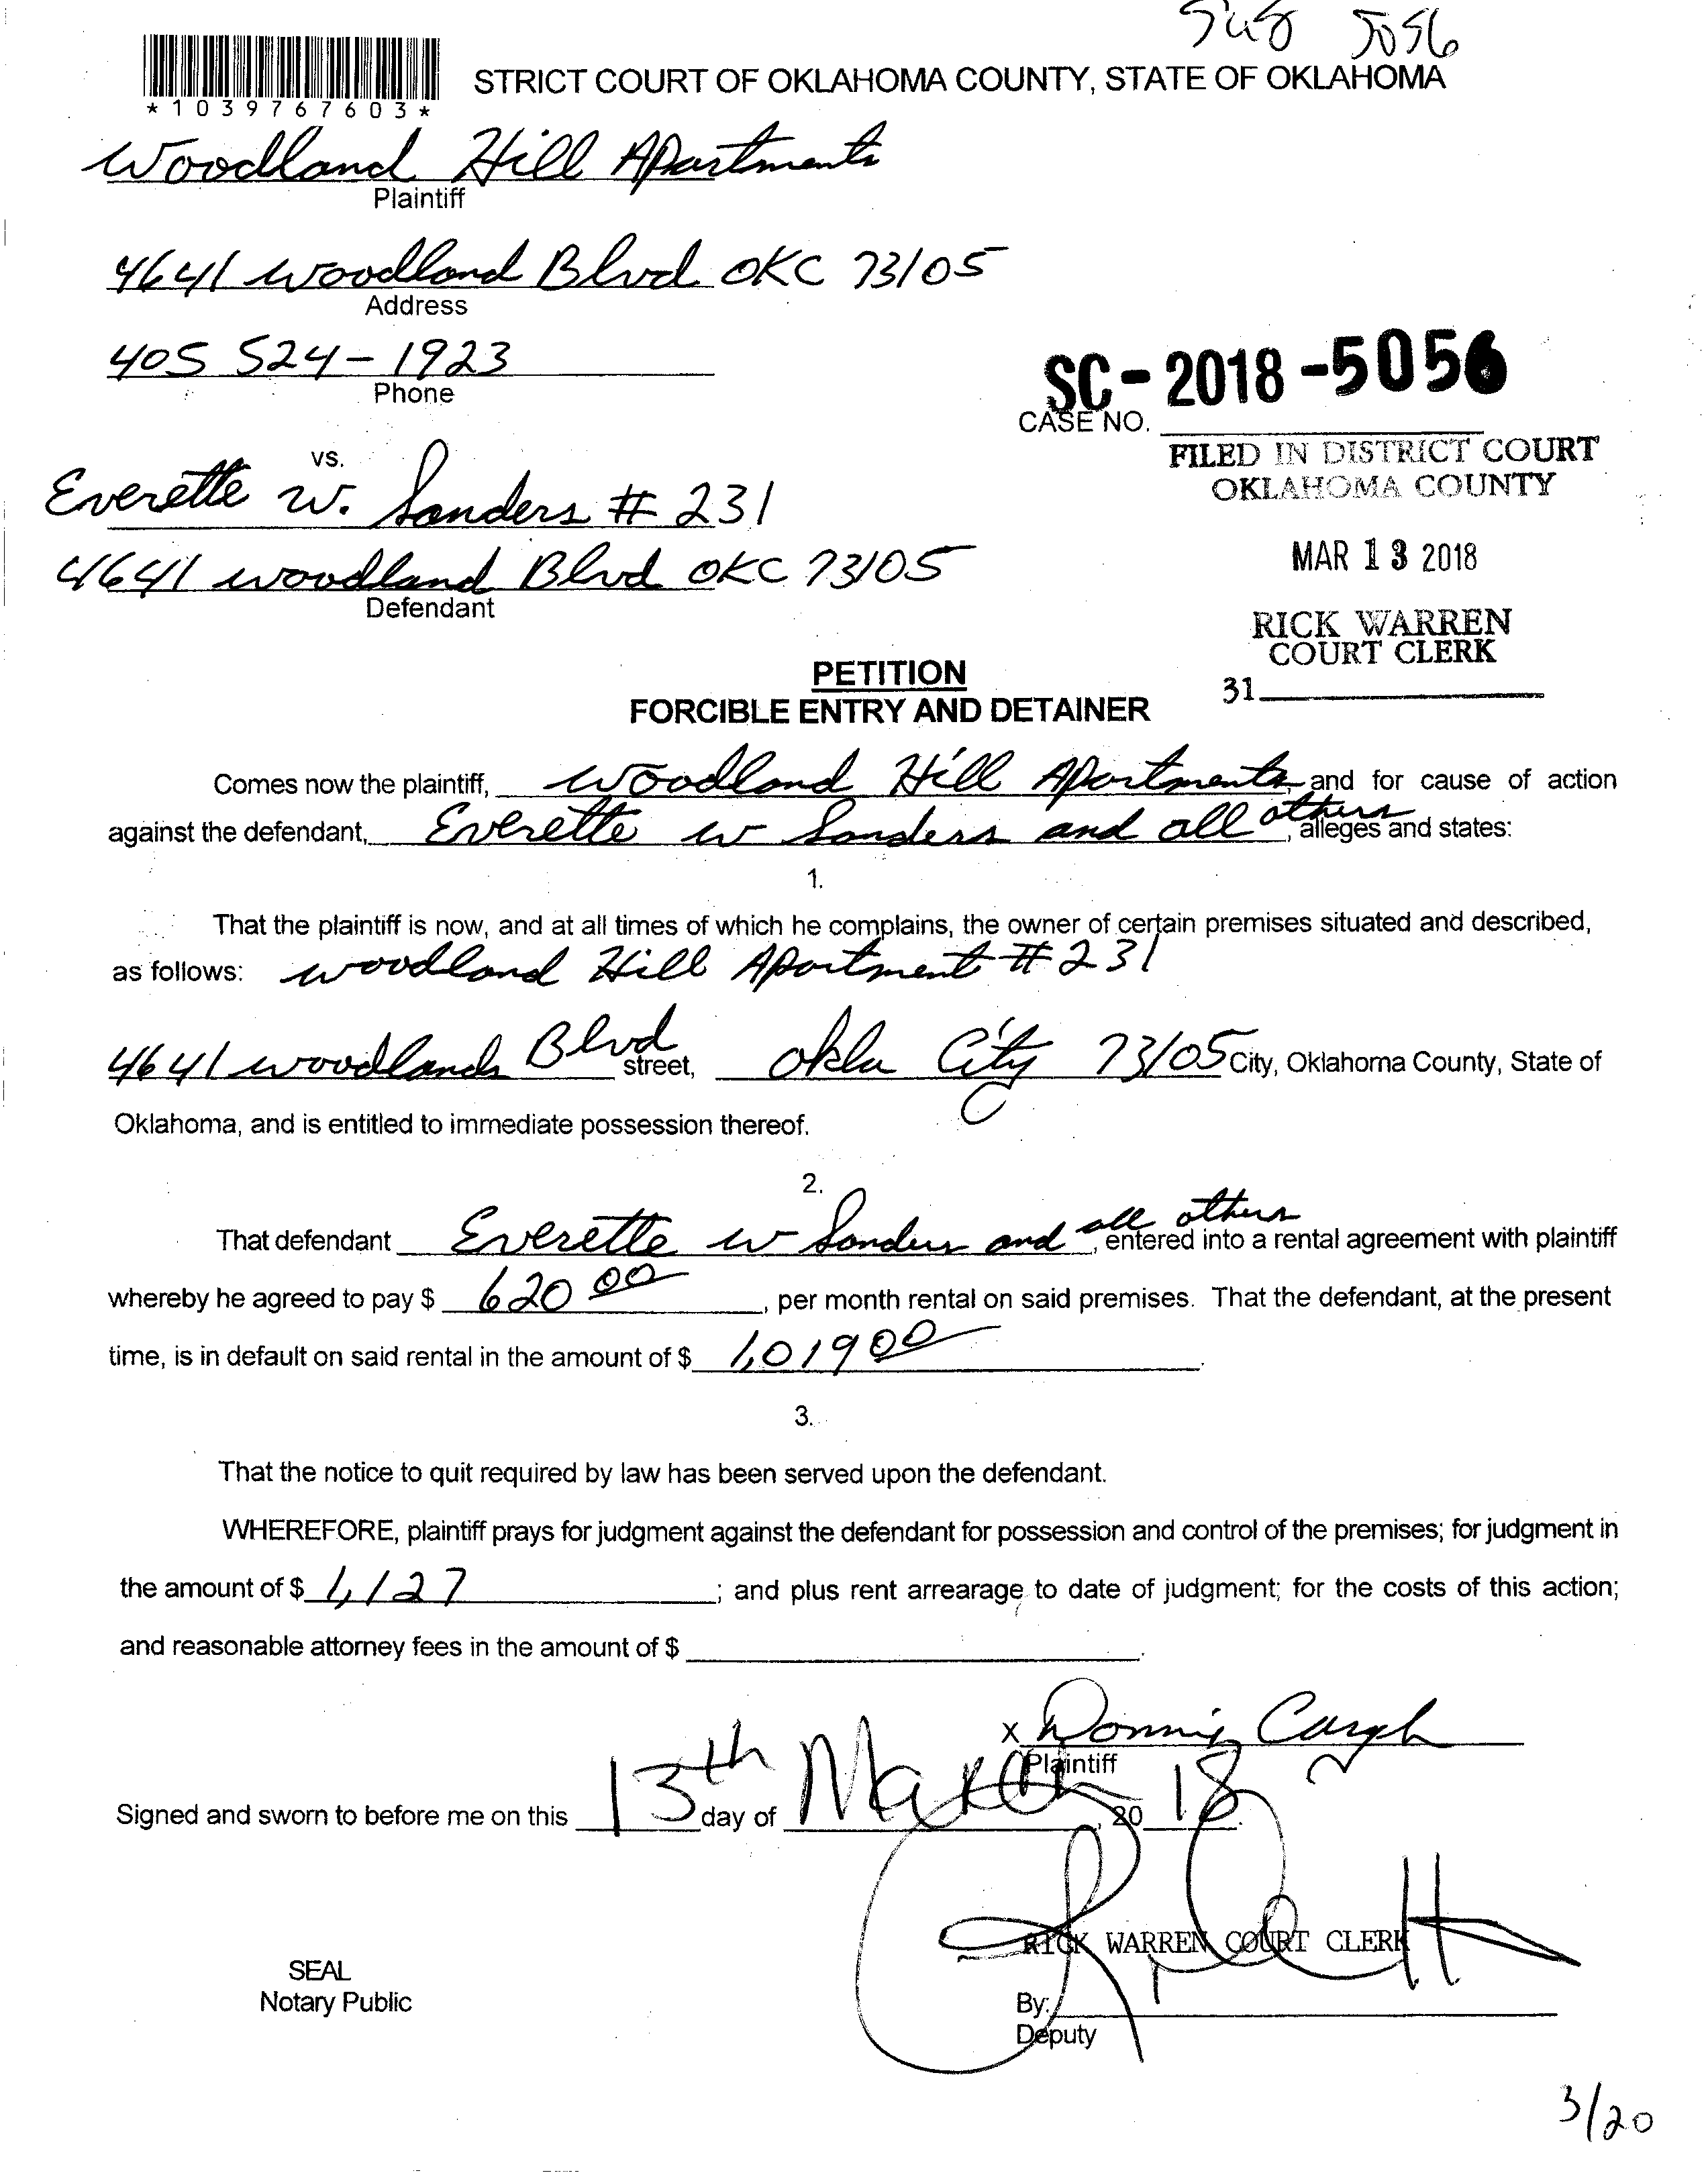 5056
STRICT COURT OF OKLAHOMA COUNTY, STATE OF OKLAHOMA
*1039767603*
Woodland Hill Apartments
Plaintiff
4641 Woodland Blvd OKC 73105
Address
405 524-1923
Phone
SC-2018-5056
CASE NO.
FILED IN DISTRICT COURT
OKLAHOMA COUNTY
vs.
Everette W. Sanders # 231
MAR 13 2018
4641 Woodland Blvd OKC 73105
Defendant
RICK WARREN
COURT CLERK
31
PETITION
FORCIBLE ENTRY AND DETAINER
Comes now the plaintiff, Woodland Hill Apartments and for cause of action
against the defendant, Everette W Sanders and all others, alleges and states:
1.
That the plaintiff is now, and at all times of which he complains, the owner of certain premises situated and described,
as follows: Woodland Hill Apartment # 231
4641 Woodlands Blvd street, Okla City 73105 City, Oklahoma County, State of
Oklahoma, and is entitled to immediate possession thereof.
2.
That defendant Everette W Sanders and all others, entered into a rental agreement with plaintiff
whereby he agreed to pay $ 620 00, per month rental on said premises. That the defendant, at the present
time, is in default on said rental in the amount of $ 1,019 00.
3.
That the notice to quit required by law has been served upon the defendant.
WHEREFORE, plaintiff prays for judgment against the defendant for possession and control of the premises; for judgment in
the amount of $ 1,127; and plus rent arrearage to date of judgment; for the costs of this action;
and reasonable attorney fees in the amount of $.
X Donnis
Plaintiff
Signed and sworn to before me on this 13th day of March, 2018.
RICK WARREN COURT CLERK
SEAL
Notary Public
By:
Deputy
3/20